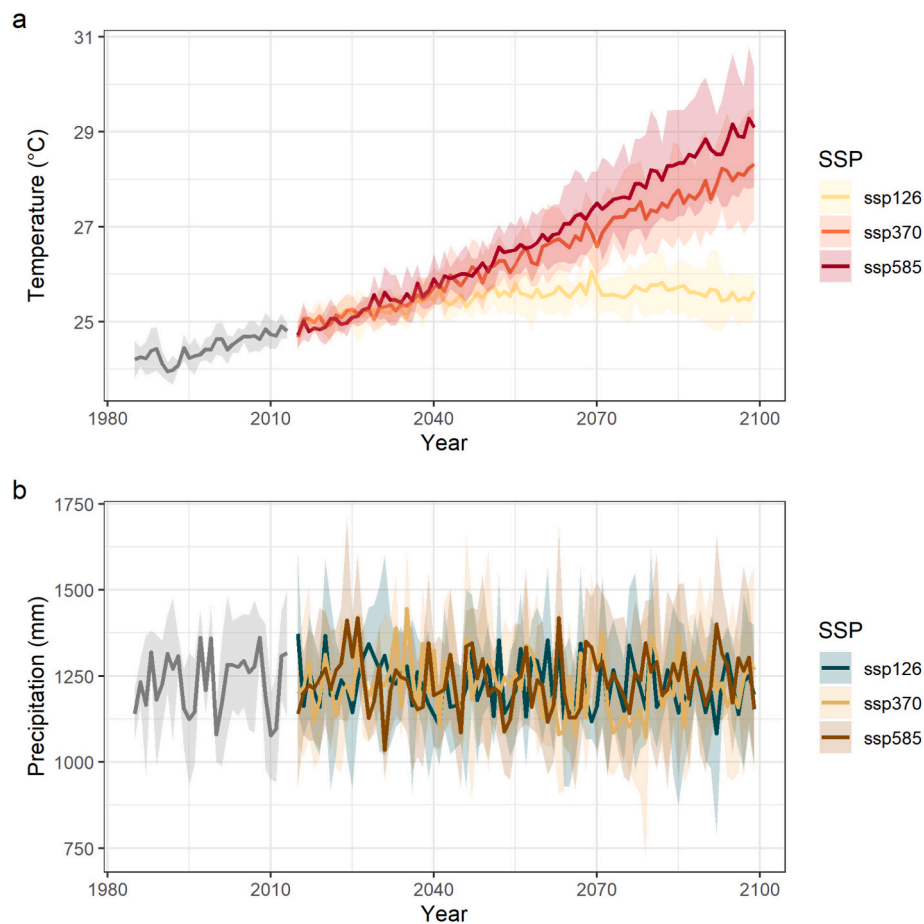 a
31
29
27
25
Temperature (°C)
1980
2010
2040
2070
2100
Year
SSP
ssp126
ssp370
ssp585
b
1750
1500
1250
1000
750
Precipitation (mm)
1980
2010
2040
2070
2100
Year
SSP
ssp126
ssp370
ssp585